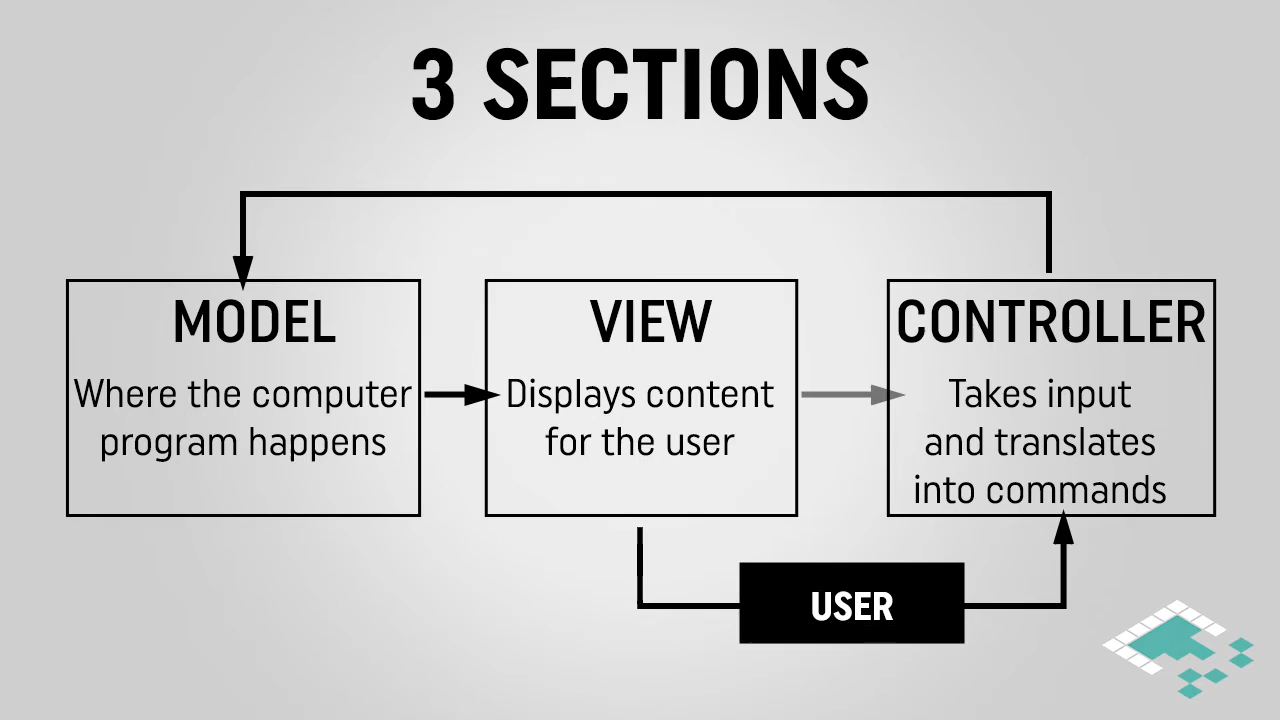 3 SECTIONS
MODEL
Where the computer
program happens
VIEW
Displays content
for the user
CONTROLLER
Takes input
and translates
into commands
USER